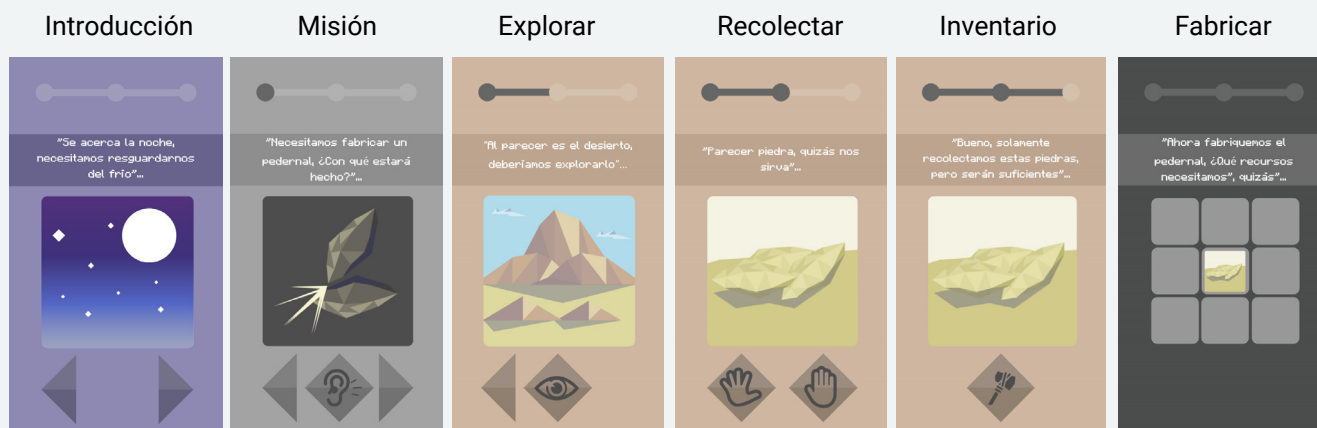 Introducción
Misión
Explorar
Recolectar
Inventario
Fabricar
"Se acerca la noche,
necesitamos resguardarnos
del frío"...
"Necesitamos fabricar un
pedernal, ¿Con qué estará
hecho?"...
"Al parecer es el desierto,
deberíamos explorarlo"...
"Parecer piedra, quizás nos
sirva"...
"Bueno, solamente
recolectamos estas piedras,
pero serán suficientes"...
"Ahora fabriquemos el
pedernal, ¿Qué recursos
necesitamos", quizás"...